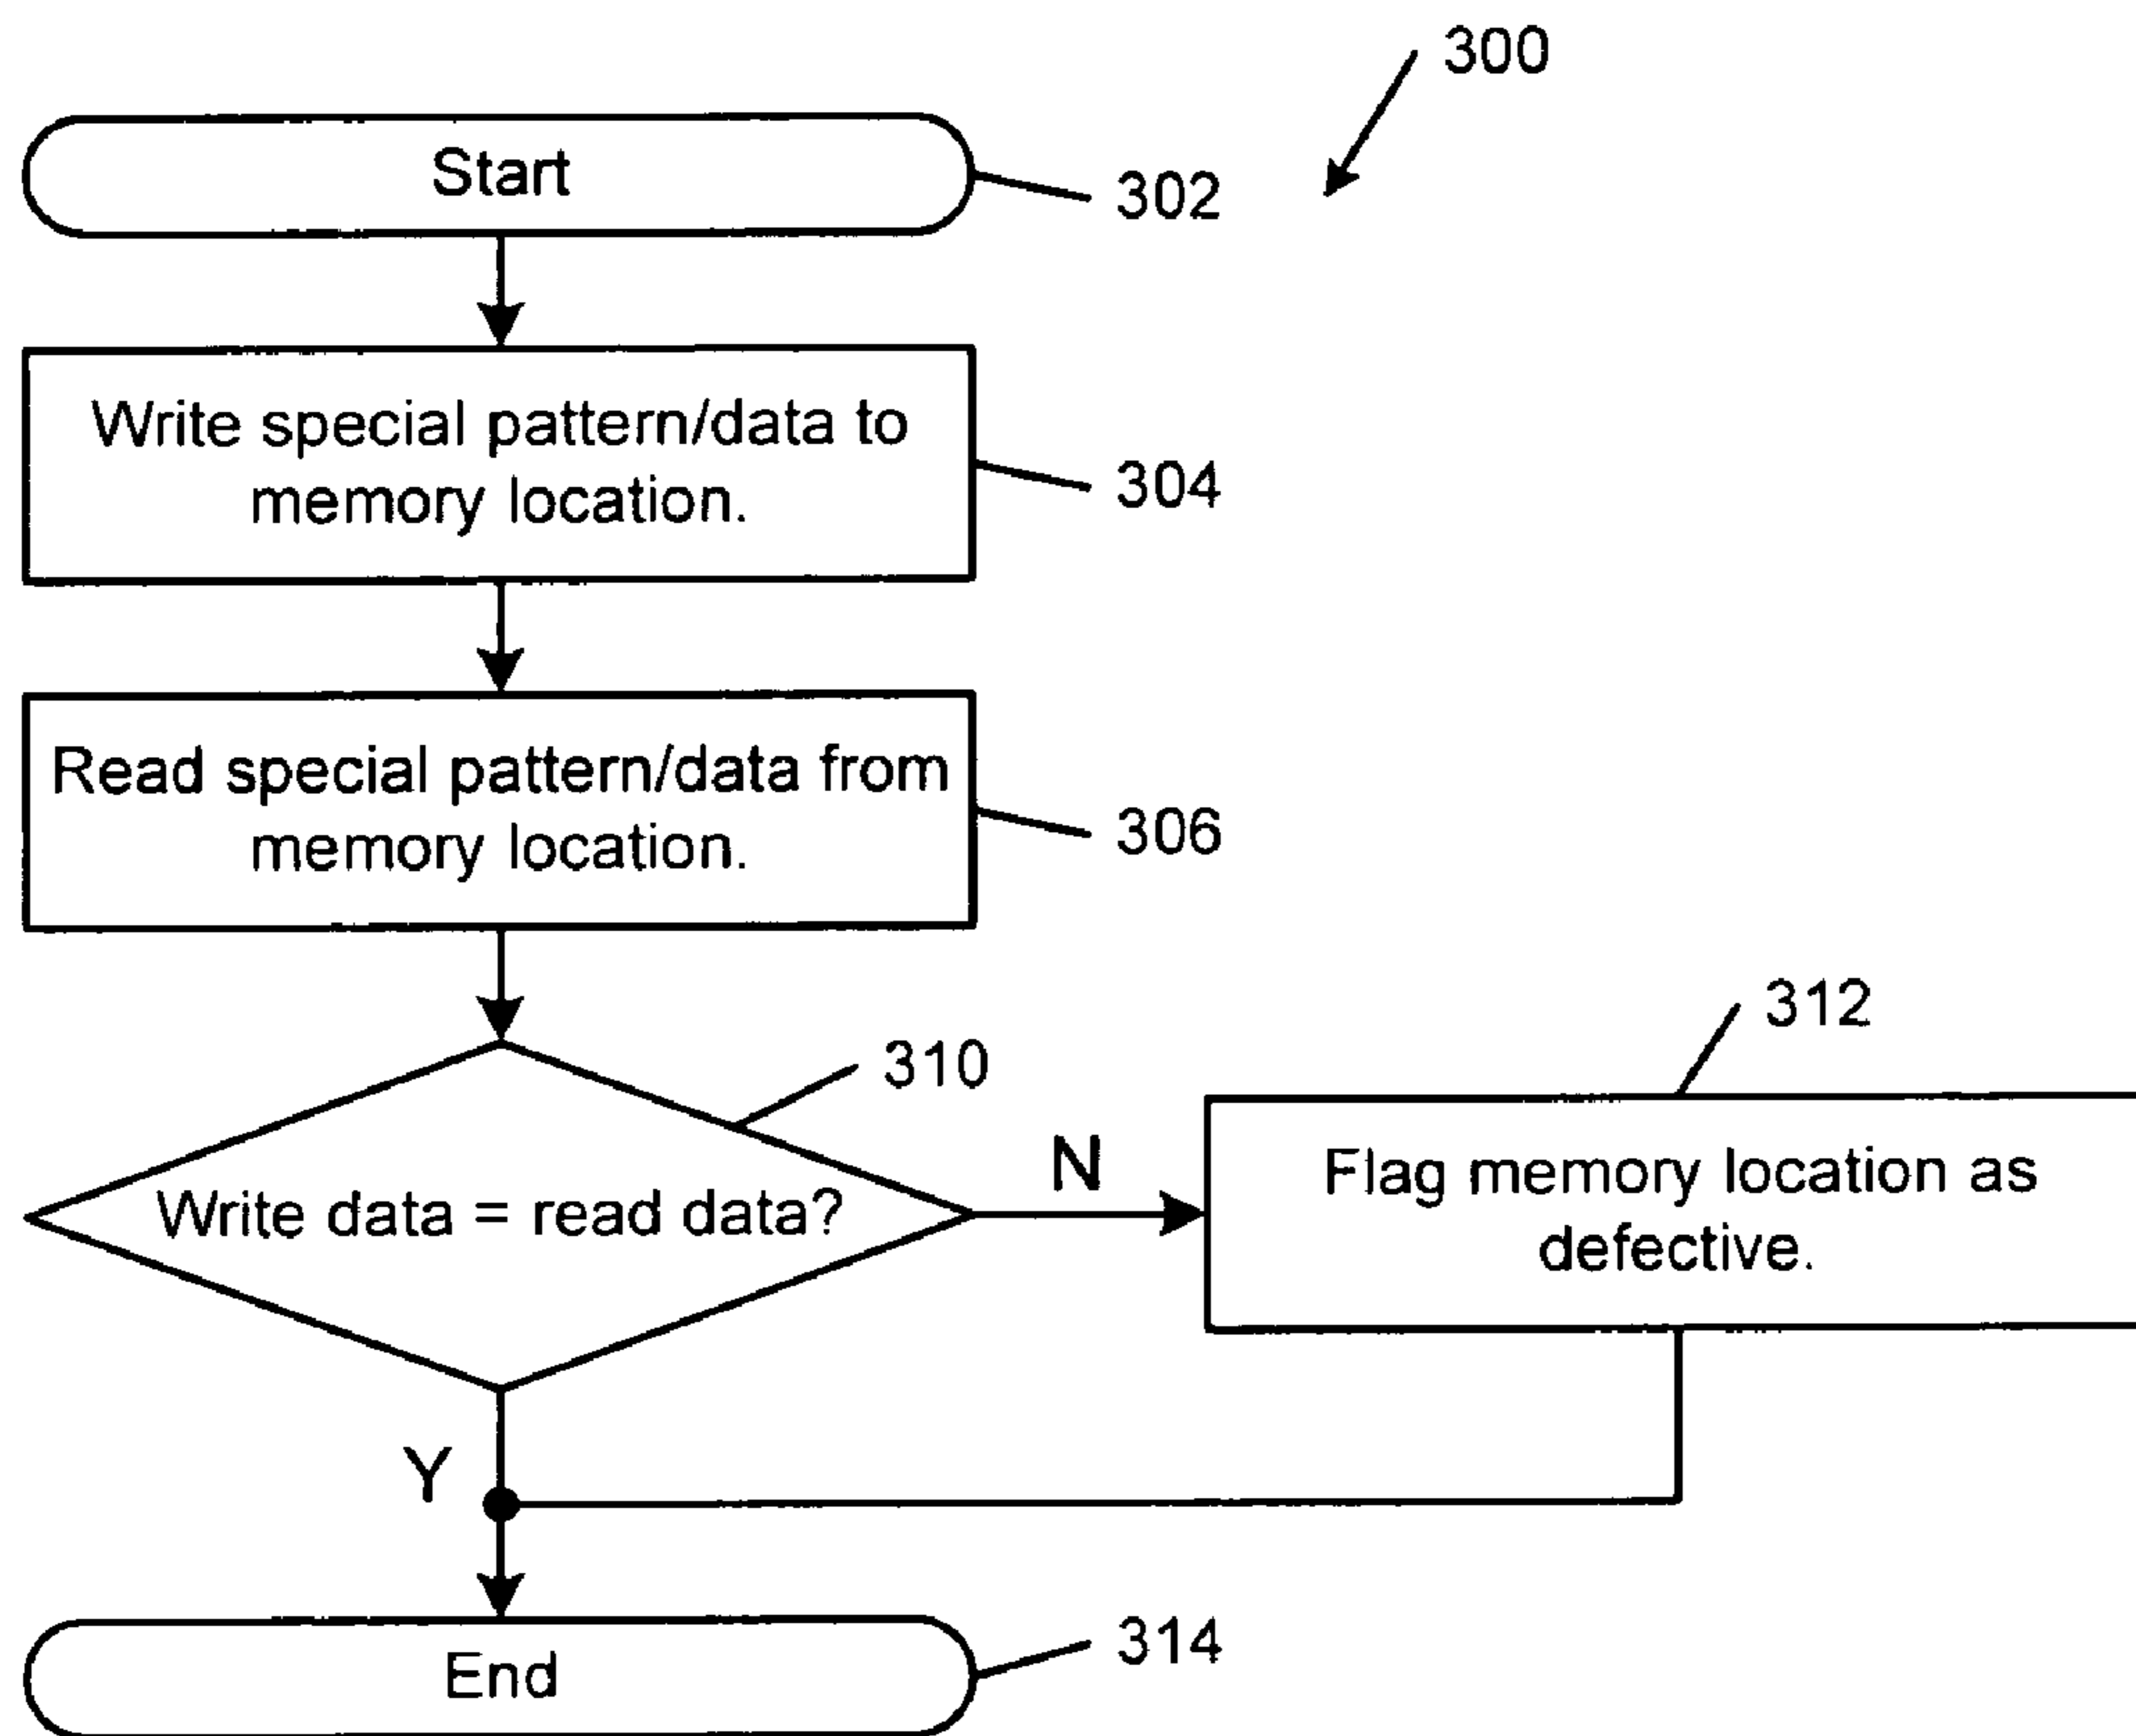 300
Start
302
Write special pattern/data to
memory location.
304
Read special pattern/data from
memory location.
306
310
312
Write data = read data?
N
Flag memory location as
defective.
Y
End
314